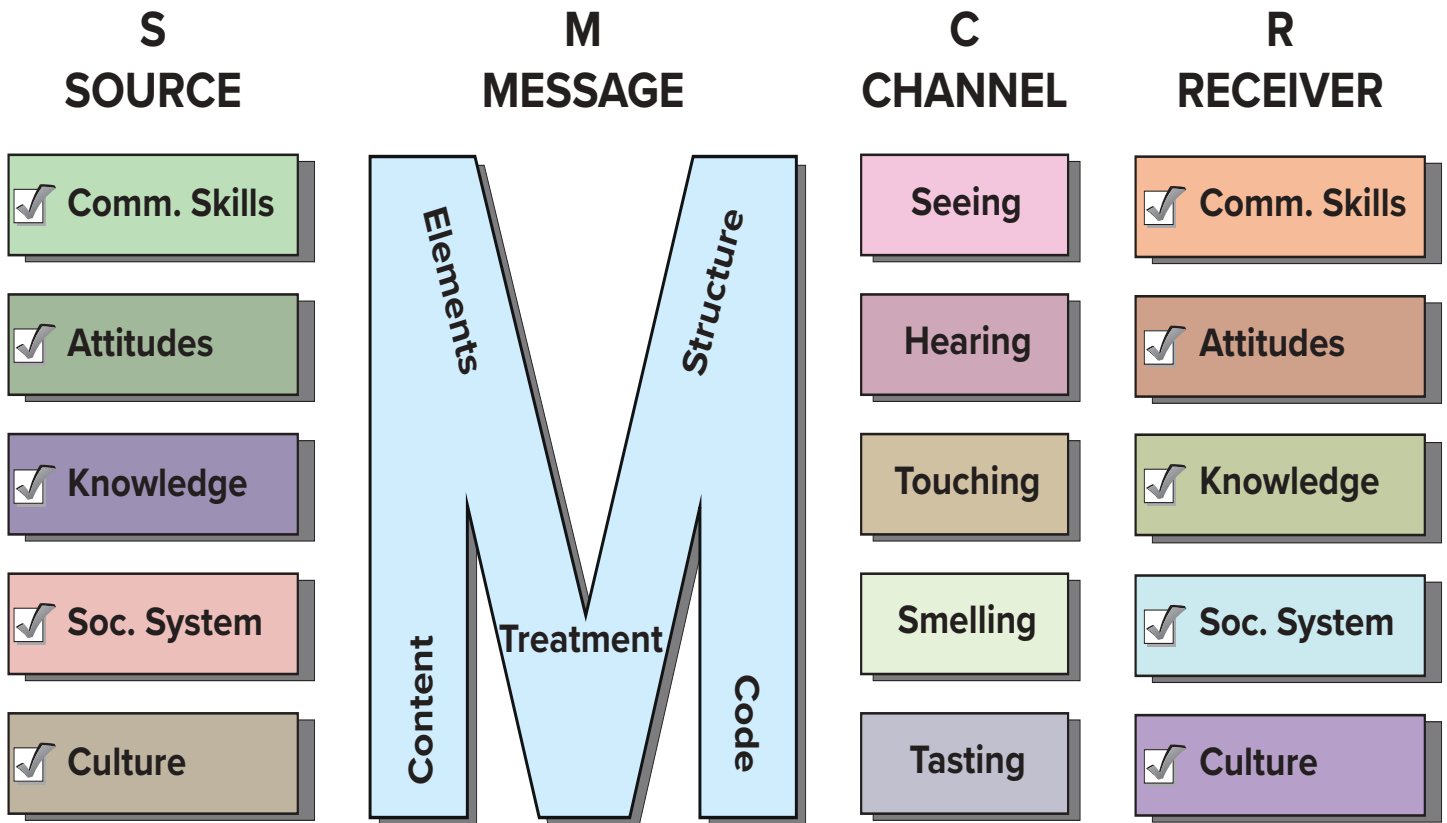 S
SOURCE
Comm. Skills
Attitudes
Knowledge
Soc. System
Culture
M
MESSAGE
Elements
Structure
Content
Treatment
Code
C
CHANNEL
Seeing
Hearing
Touching
Smelling
Tasting
R
RECEIVER
Comm. Skills
Attitudes
Knowledge
Soc. System
Culture